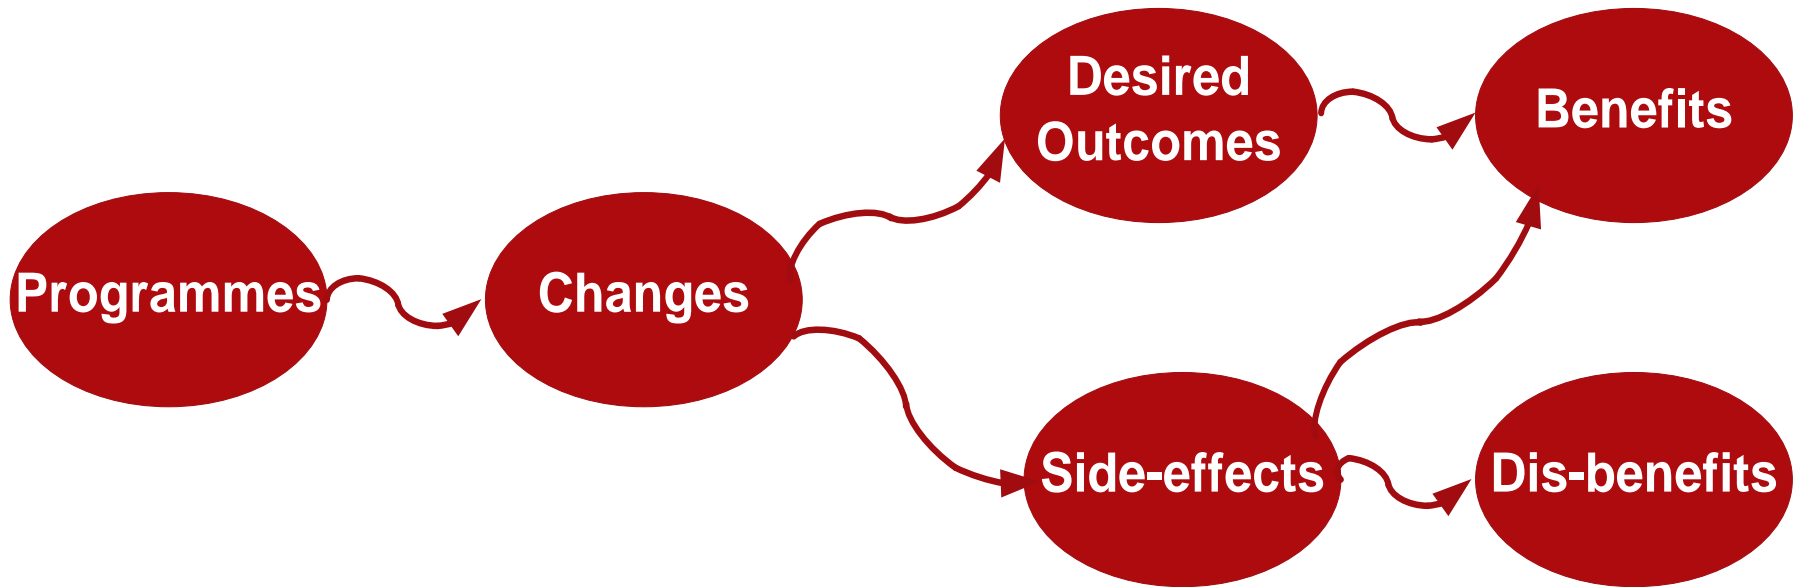 Programmes
Changes
Desired
Outcomes
Benefits
Side-effects
Dis-benefits